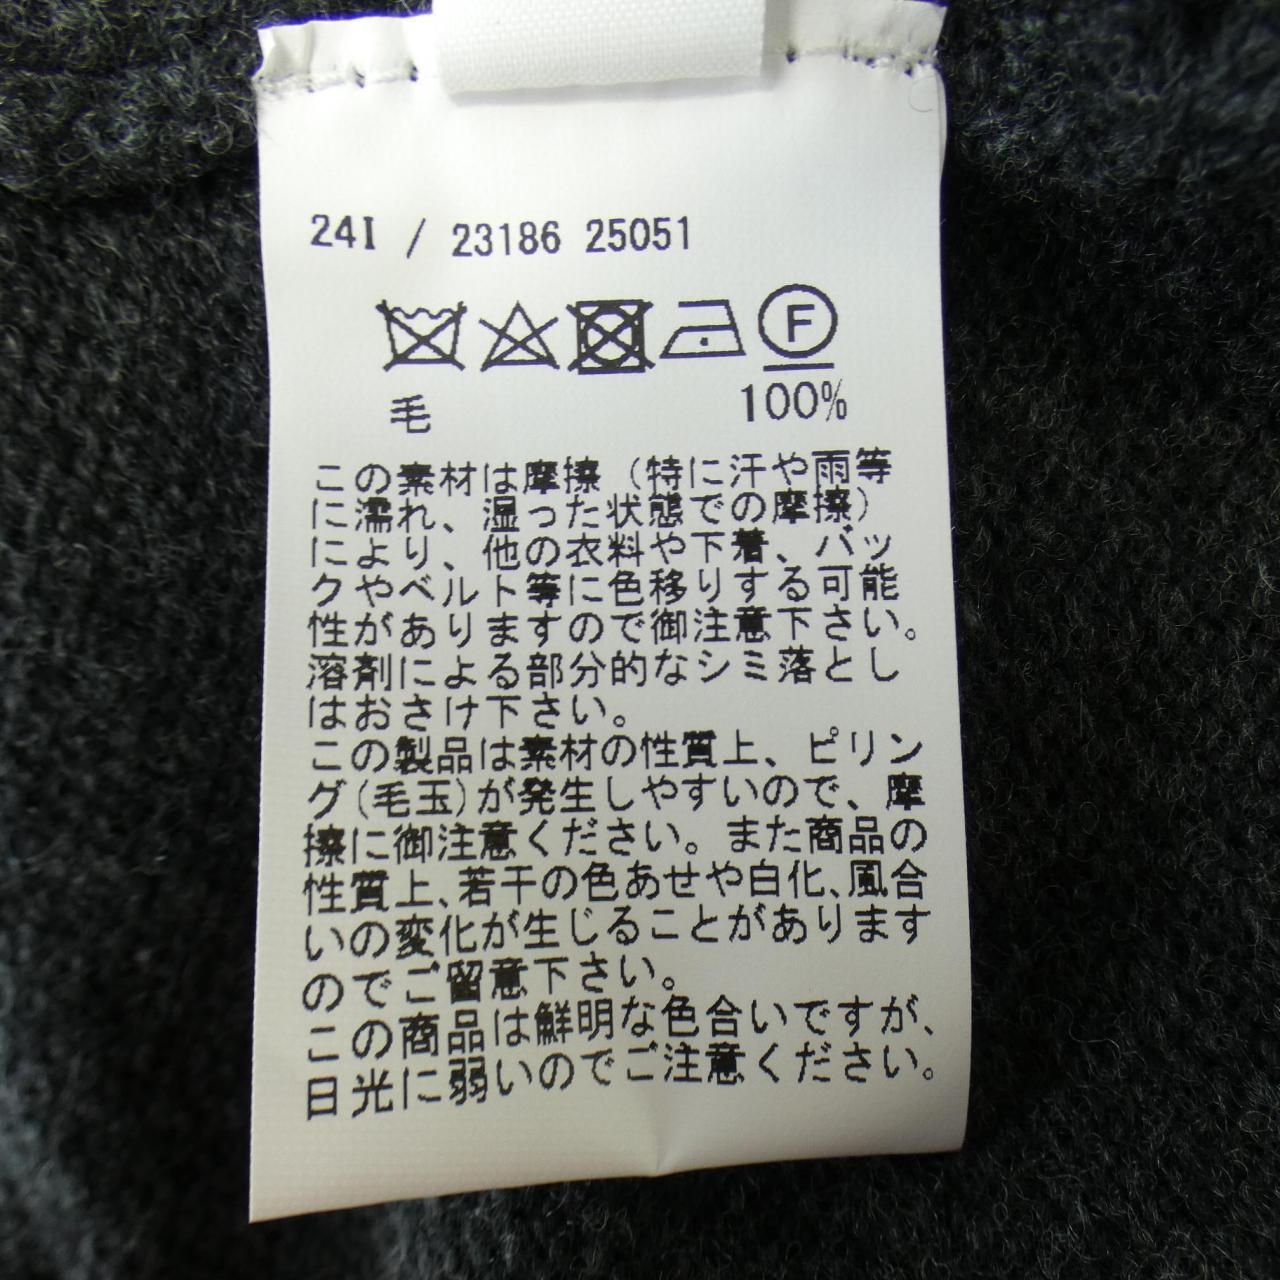 24I / 23186 25051
F
毛 100%
この素材は摩擦（特に汗や雨等
に濡れ、湿った状態での摩擦）
により、他の衣料や下着、バッ
クやベルト等に色移りする可能
性がありますので御注意下さい。
溶剤による部分的なシミ落とし
はおさけ下さい。
この製品は素材の性質上、ピリン
グ(毛玉)が発生しやすいので、摩
擦に御注意ください。また商品の
性質上、若干の色あせや白化、風合
いの変化が生じることがあります
のでご留意下さい。
この商品は鮮明な色合いですが、
日光に弱いのでご注意ください。